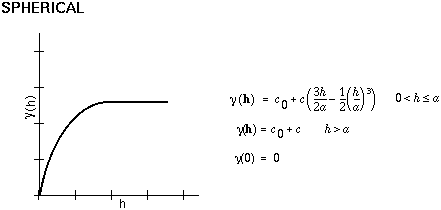 SPHERICAL
γ(h)
h
γ(h) = c₀ + c(3h/2a − 1/2(h/a)³) 0 < h ≤ a
γ(h) = c₀ + c h > a
γ(0) = 0